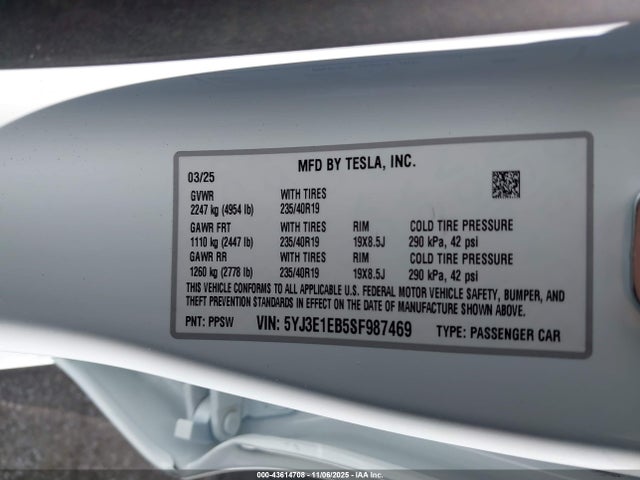 MFD BY TESLA, INC.
03/25
GVWR WITH TIRES
2247 kg (4954 lb) 235/40R19
GAWR FRT WITH TIRES RIM COLD TIRE PRESSURE
1110 kg (2447 lb) 235/40R19 19X8.5J 290 kPa, 42 psi
GAWR RR WITH TIRES RIM COLD TIRE PRESSURE
1260 kg (2778 lb) 235/40R19 19X8.5J 290 kPa, 42 psi
THIS VEHICLE CONFORMS TO ALL APPLICABLE U.S. FEDERAL MOTOR VEHICLE SAFETY, BUMPER, AND
THEFT PREVENTION STANDARDS IN EFFECT ON THE DATE OF MANUFACTURE SHOWN ABOVE.
PNT: PPSW VIN: 5YJ3E1EB5SF987469 TYPE: PASSENGER CAR
000-43614708 - 11/06/2025 - IAA Inc.